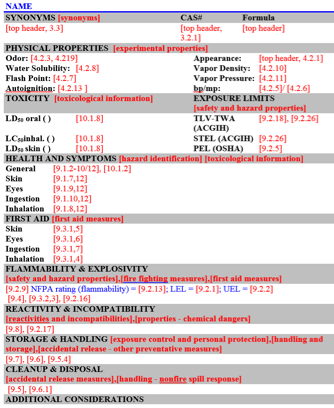 NAME
SYNONYMS [synonyms] CAS# Formula
[top header, 3.3] [top header, [top header]
3.2.1]
PHYSICAL PROPERTIES [experimental properties]
Odor: [4.2.3, 4.219] Appearance: [top header, 4.2.1]
Water Solubility: [4.2.8] Vapor Density: [4.2.10]
Flash Point: [4.2.7] Vapor Pressure: [4.2.11]
Autoignition: [4.2.13 ] bp/mp: [4.2.5]/ [4.2.6]
TOXICITY [toxicological information] EXPOSURE LIMITS
[safety and hazard properties]
LD₅₀ oral ( ) [10.1.8] TLV-TWA [9.2.18], [9.2.26]
(ACGIH)
LC₅₀inhal. ( ) [10.1.8] STEL (ACGIH) [9.2.26]
LD₅₀ skin ( ) [10.1.8] PEL (OSHA) [9.2.5]
HEALTH AND SYMPTOMS [hazard identification] [toxicological information]
General [9.1.2-10/12], [10.1.2]
Skin [9.1.7,12]
Eyes [9.1.9,12]
Ingestion [9.1.10,12]
Inhalation [9.1.8,12]
FIRST AID [first aid measures]
Skin [9.3.1,5]
Eyes [9.3.1,6]
Ingestion [9.3.1,7]
Inhalation [9.3.1,4]
FLAMMABILITY & EXPLOSIVITY
[safety and hazard properties],[fire fighting measures],[first aid measures]
[9.2.9] NFPA rating (flammability) = [9.2.13]; LEL = [9.2.1]; UEL = [9.2.2]
[9.4], [9.3.2,3], [9.2.16]
REACTIVITY & INCOMPATIBILITY
[reactivities and incompatibilities],[properties - chemical dangers]
[9.8], [9.2.17]
STORAGE & HANDLING [exposure control and personal protection],[handling and
storage],[accidental release - other preventative measures]
[9.7], [9.6], [9.5.4]
CLEANUP & DISPOSAL
[accidental release measures],[handling - nonfire spill response]
[9.5], [9.6.1]
ADDITIONAL CONSIDERATIONS